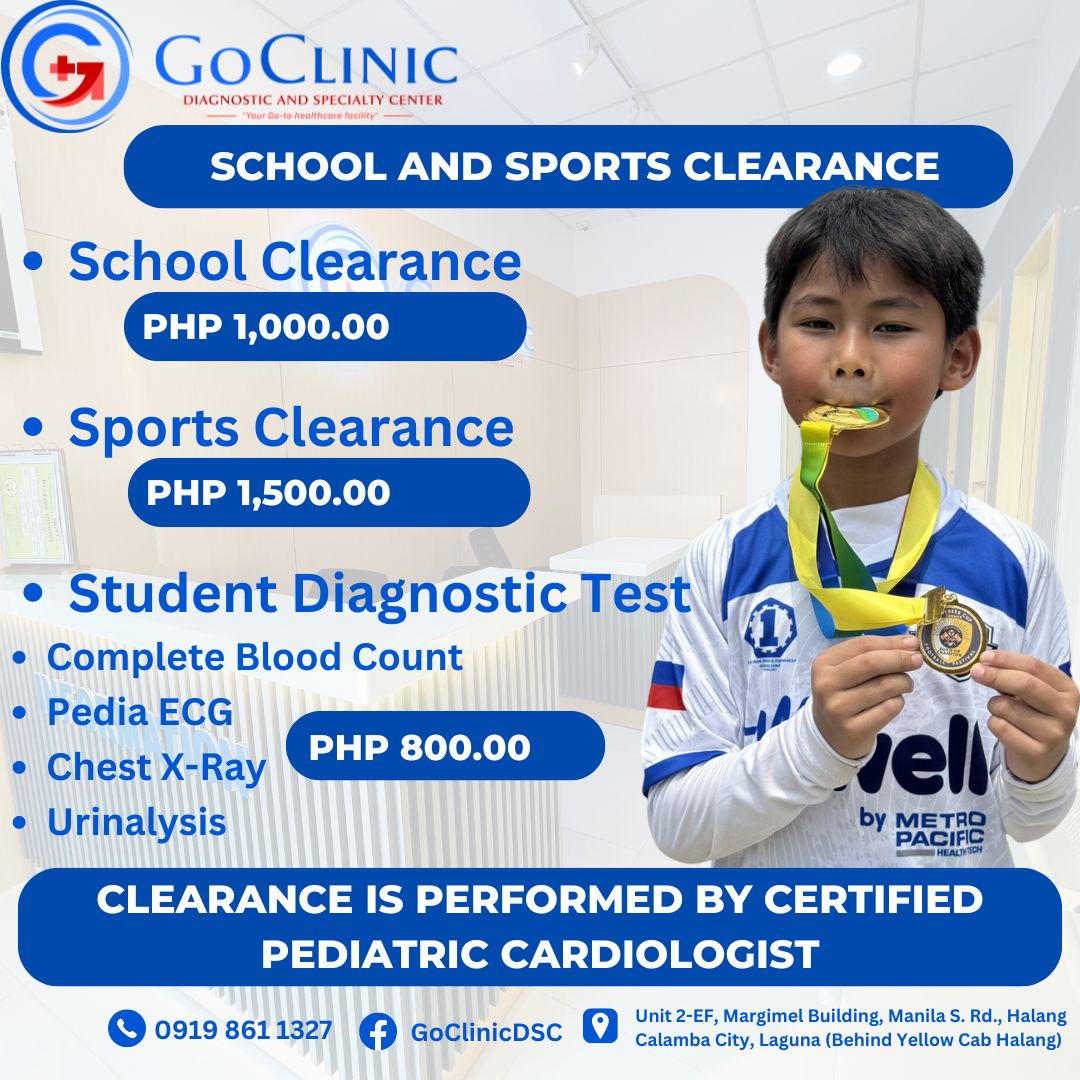 GoClinic
DIAGNOSTIC AND SPECIALTY CENTER
"Your Go-to healthcare facility"
SCHOOL AND SPORTS CLEARANCE
• School Clearance
PHP 1,000.00
• Sports Clearance
PHP 1,500.00
• Student Diagnostic Test
• Complete Blood Count
• Pedia ECG
• Chest X-Ray
• Urinalysis
PHP 800.00
1
well
by METRO
PACIFIC
HEALTH TECH
CLEARANCE IS PERFORMED BY CERTIFIED
PEDIATRIC CARDIOLOGIST
0919 861 1327
GoClinicDSC
Unit 2-EF, Margimel Building, Manila S. Rd., Halang
Calamba City, Laguna (Behind Yellow Cab Halang)